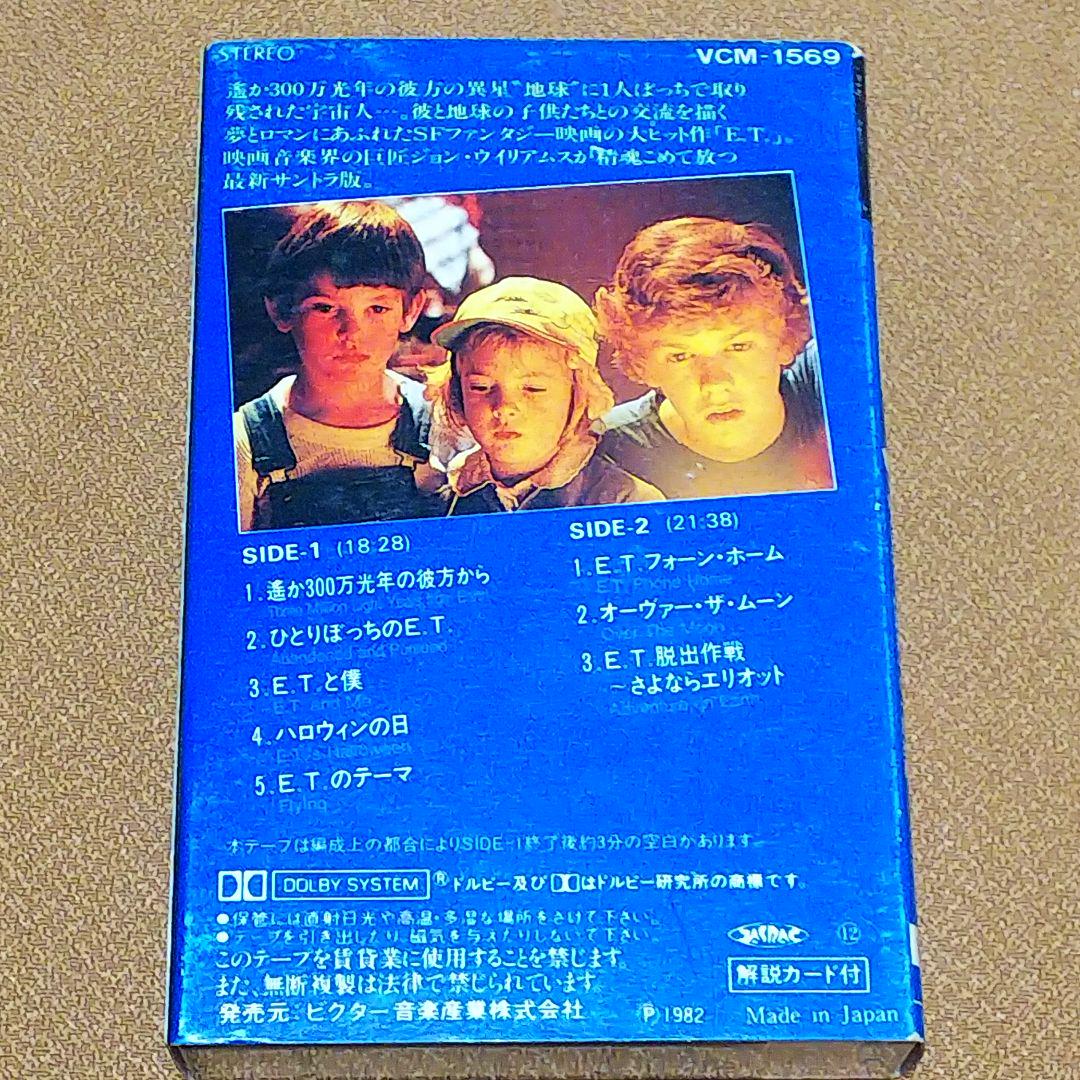 STEREO
VCM-1569
遙か300万光年の彼方の異星"地球"に1人ぼっちで取り
残された宇宙人…。彼と地球の子供たちとの交流を描く
夢とロマンにあふれたSFファンタジー映画の大ヒット作「E.T.」。
映画音楽界の巨匠ジョン・ウイリアムスが精魂こめて放つ
最新サントラ版。
SIDE-1 (18:28)
1.遙か300万光年の彼方から
Three Million Light Years From Earth
2.ひとりぼっちのE.T.
Abandoned and Pursued
3.E.T.と僕
E.T. and Me
4.ハロウィンの日
E.T.'s Halloween
5.E.T.のテーマ
Flying
SIDE-2 (21:38)
1.E.T.フォーン・ホーム
E.T. Phone Home
2.オーヴァー・ザ・ムーン
Over the Moon
3.E.T.脱出作戦
〜さよならエリオット
Adventure on Earth
本テープは編成上の都合によりSIDE-1終了後約3分の空白があります
DOLBY SYSTEM ®ドルビー及びはドルビー研究所の商標です。
●保管には直射日光や高温・多湿な場所をさけて下さい。
●テープを引き出したり、磁気を与えたりしないで下さい。
このテープを賃貸業に使用することを禁じます。
また、無断複製は法律で禁じられています。
発売元:ビクター音楽産業株式会社
JASRAC
12
解説カード付
Ⓟ1982 Made in Japan